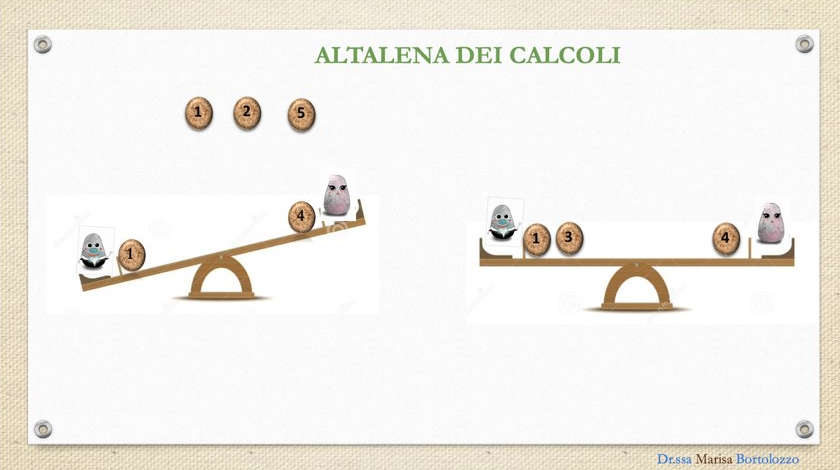 ALTALENA DEI CALCOLI
1 2 5
4
1
1 3 4
Dr.ssa Marisa Bortolozzo